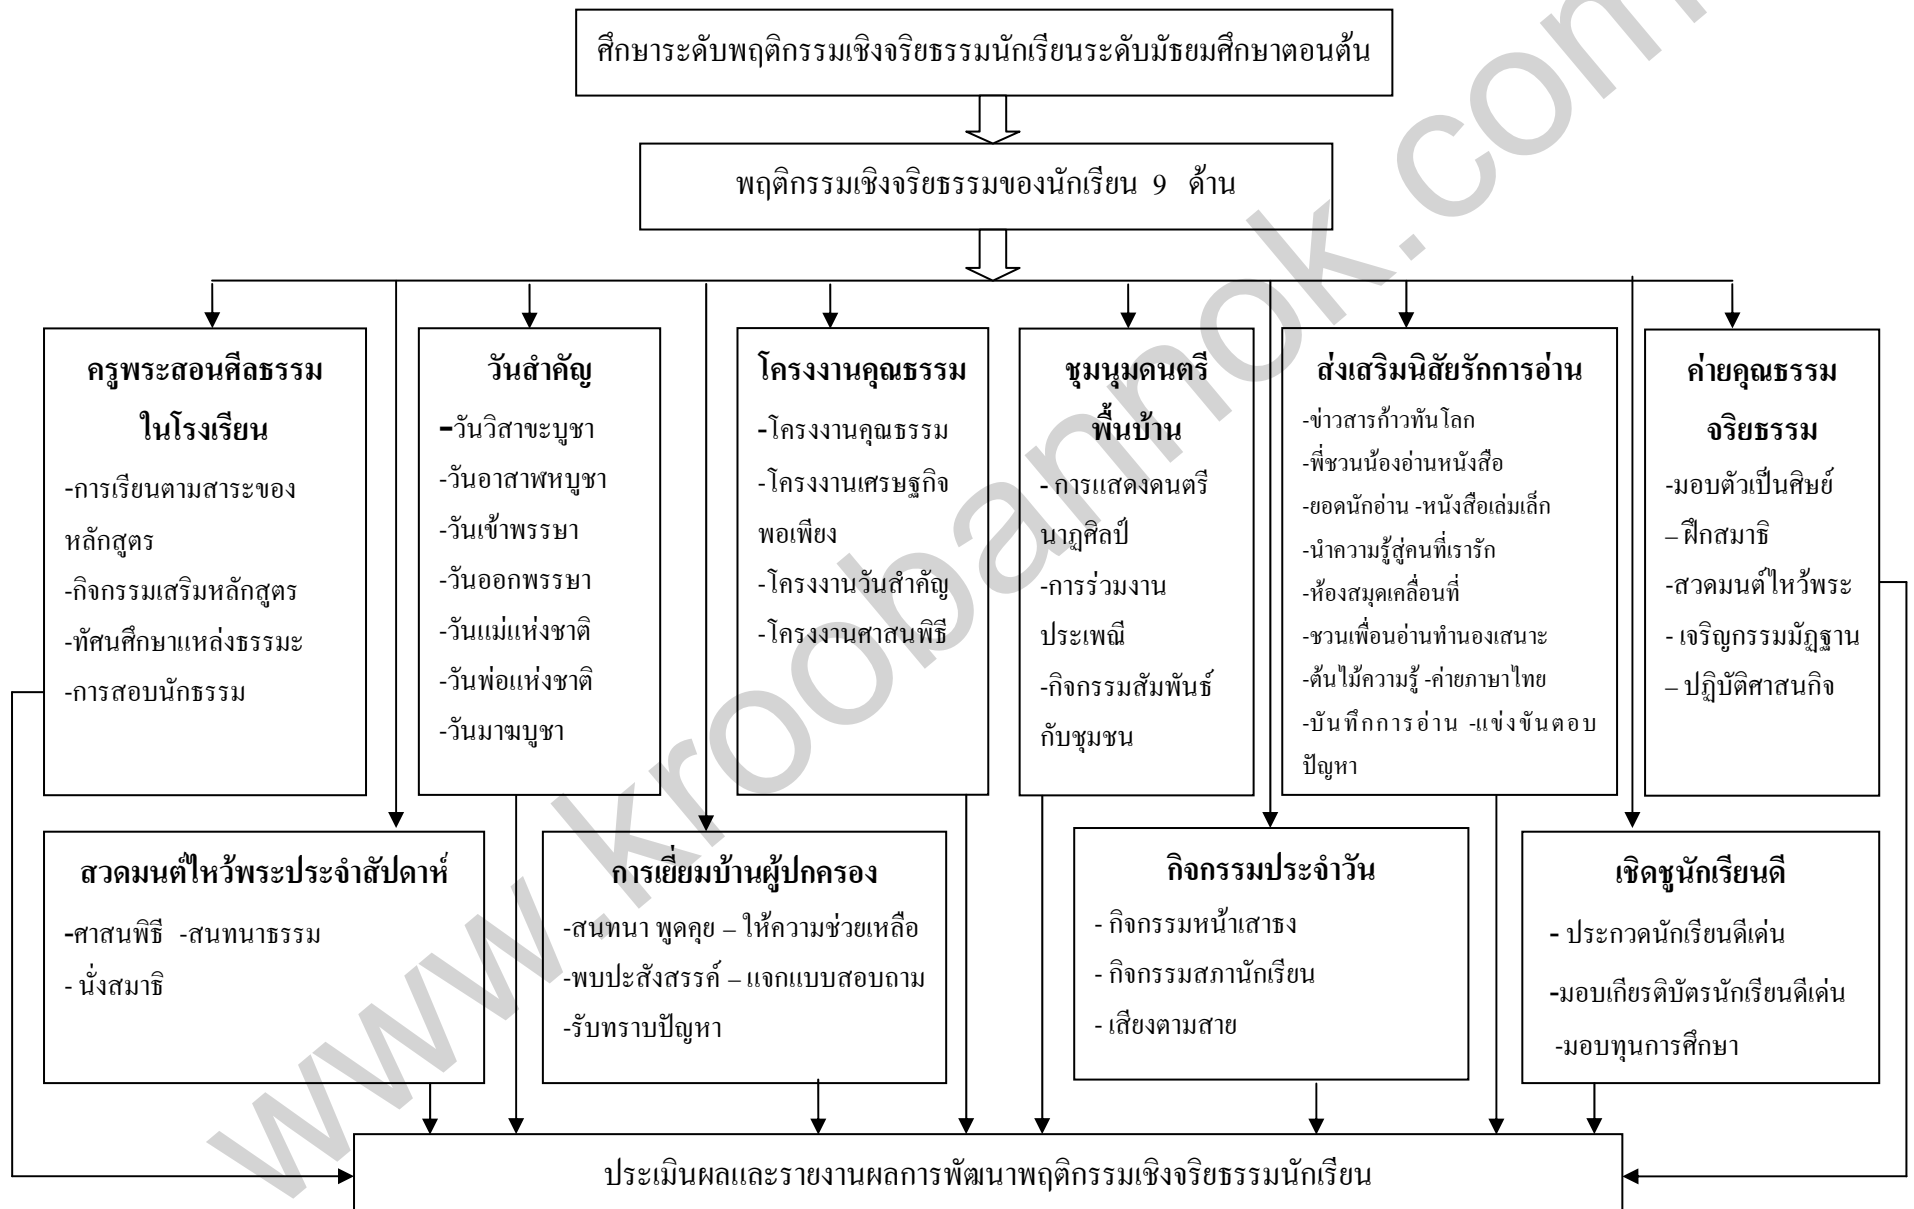 ศึกษาระดับพฤติกรรมเชิงจริยธรรมนักเรียนระดับมัธยมศึกษาตอนต้น
พฤติกรรมเชิงจริยธรรมของนักเรียน 9 ด้าน
ครูพระสอนศีลธรรม
ในโรงเรียน
-การเรียนตามสาระของ
หลักสูตร
-กิจกรรมเสริมหลักสูตร
-ทัศนศึกษาแหล่งธรรมะ
-การสอบนักธรรม
วันสำคัญ
-วันวิสาขะบูชา
-วันอาสาฬหบูชา
-วันเข้าพรรษา
-วันออกพรรษา
-วันแม่แห่งชาติ
-วันพ่อแห่งชาติ
-วันมาฆบูชา
โครงงานคุณธรรม
-โครงงานคุณธรรม
-โครงงานเศรษฐกิจ
พอเพียง
-โครงงานวันสำคัญ
-โครงงานศาสนพิธี
ชุมนุมดนตรี
พื้นบ้าน
- การแสดงดนตรี
นาฏศิลป์
-การร่วมงาน
ประเพณี
-กิจกรรมสัมพันธ์
กับชุมชน
ส่งเสริมนิสัยรักการอ่าน
-ข่าวสารก้าวทันโลก
-พี่ชวนน้องอ่านหนังสือ
-ยอดนักอ่าน -หนังสือเล่มเล็ก
-นำความรู้สู่คนที่เรารัก
-ห้องสมุดเคลื่อนที่
-ชวนเพื่อนอ่านทำนองเสนาะ
-ต้นไม้ความรู้ -ค่ายภาษาไทย
-บันทึกการอ่าน -แข่งขันตอบ
ปัญหา
ค่ายคุณธรรม
จริยธรรม
-มอบตัวเป็นศิษย์
– ฝึกสมาธิ
-สวดมนต์ไหว้พระ
- เจริญกรรมมัฏฐาน
– ปฏิบัติศาสนกิจ
สวดมนต์ไหว้พระประจำสัปดาห์
-ศาสนพิธี -สนทนาธรรม
- นั่งสมาธิ
การเยี่ยมบ้านผู้ปกครอง
-สนทนา พูดคุย – ให้ความช่วยเหลือ
-พบปะสังสรรค์ – แจกแบบสอบถาม
-รับทราบปัญหา
กิจกรรมประจำวัน
- กิจกรรมหน้าเสาธง
- กิจกรรมสภานักเรียน
- เสียงตามสาย
เชิดชูนักเรียนดี
- ประกวดนักเรียนดีเด่น
-มอบเกียรติบัตรนักเรียนดีเด่น
-มอบทุนการศึกษา
ประเมินผลและรายงานผลการพัฒนาพฤติกรรมเชิงจริยธรรมนักเรียน
www.kroobannok.com